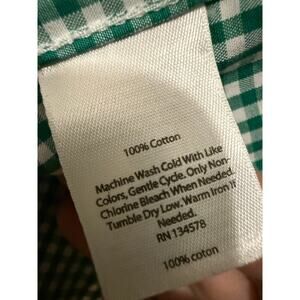 100% Cotton
Machine Wash Cold With Like
Colors, Gentle Cycle. Only Non-
Chlorine Bleach When Needed.
Tumble Dry Low. Warm Iron If
Needed.
RN 134578
100% coton